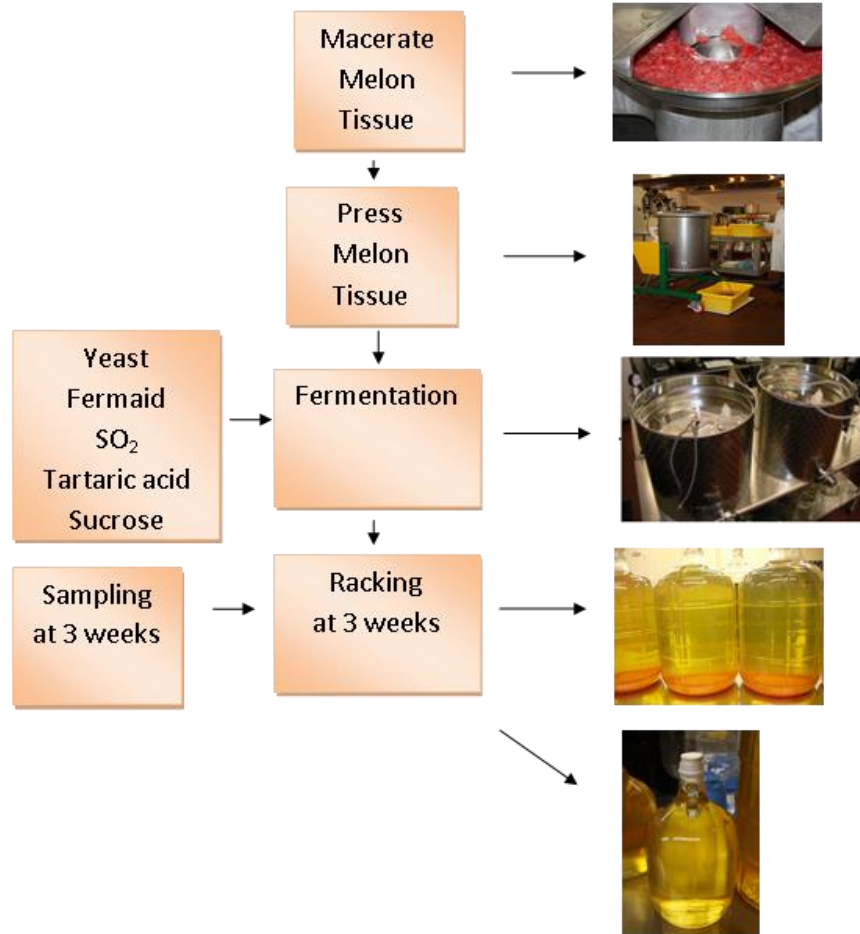 Macerate
Melon
Tissue
Press
Melon
Tissue
Yeast
Fermaid
SO₂
Tartaric acid
Sucrose
Fermentation
Sampling
at 3 weeks
Racking
at 3 weeks